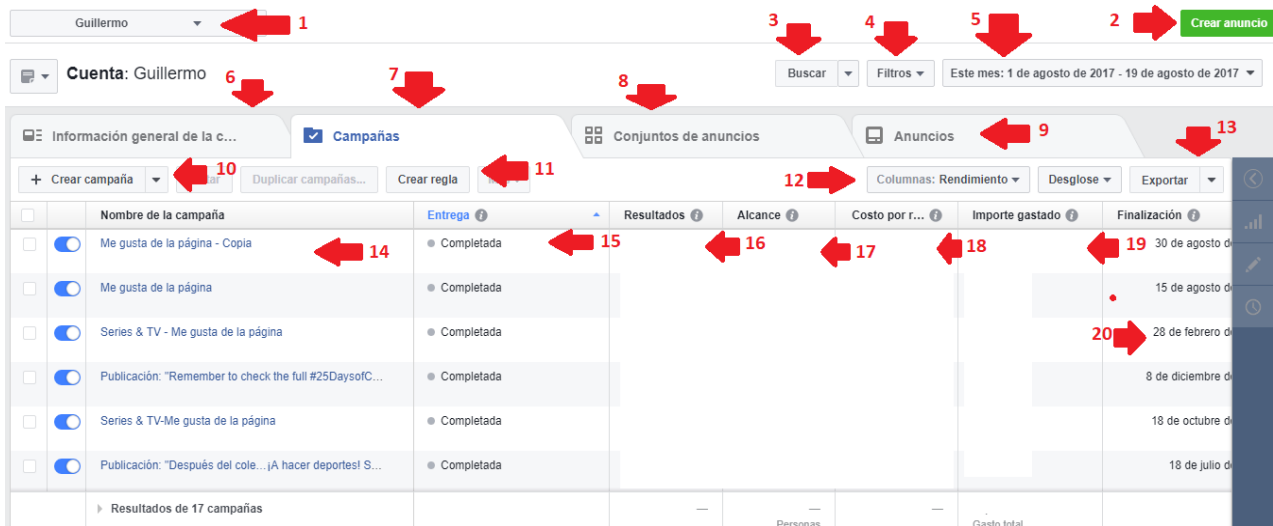 Guillermo 1
3 4 5 2 Crear anuncio
Cuenta: Guillermo Buscar Filtros Este mes: 1 de agosto de 2017 - 19 de agosto de 2017
6 7 8
Información general de la c... Campañas Conjuntos de anuncios Anuncios 9 13
+ Crear campaña 10 Duplicar campañas... Crear regla 11 12 Columnas: Rendimiento Desglose Exportar
Nombre de la campaña Entrega Resultados Alcance Costo por r... Importe gastado Finalización
Me gusta de la página - Copia 14 Completada 15 16 17 18 19 30 de agosto de
Me gusta de la página Completada 15 de agosto de
Series & TV - Me gusta de la página Completada 20 28 de febrero de
Publicación: "Remember to check the full #25DaysofC... Completada 8 de diciembre de
Series & TV-Me gusta de la página Completada 18 de octubre de
Publicación: "Después del cole...¡A hacer deportes! S... Completada 18 de julio de
Resultados de 17 campañas — — —
Personas Gasto total